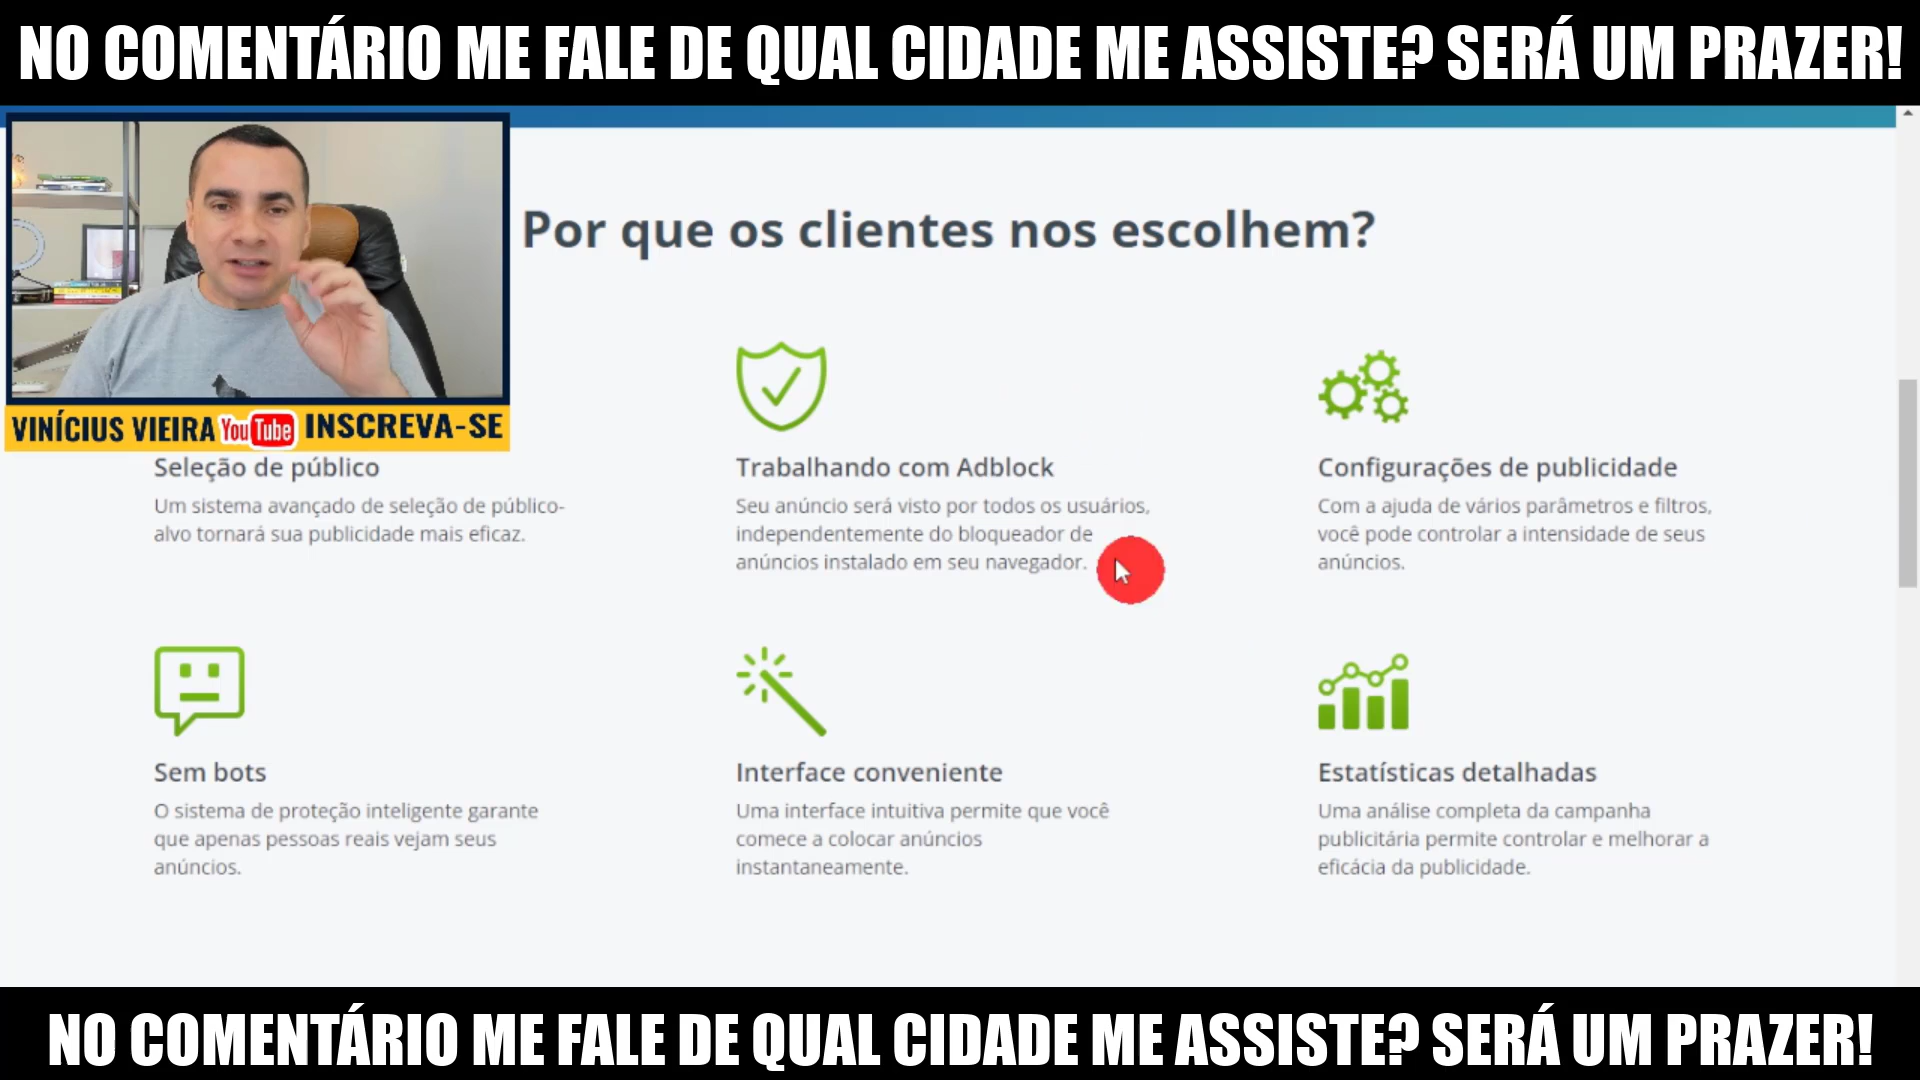 NO COMENTÁRIO ME FALE DE QUAL CIDADE ME ASSISTE? SERÁ UM PRAZER!
Por que os clientes nos escolhem?
VINÍCIUS VIEIRA YouTube INSCREVA-SE
Seleção de público
Um sistema avançado de seleção de público-
alvo tornará sua publicidade mais eficaz.
Trabalhando com Adblock
Seu anúncio será visto por todos os usuários,
independentemente do bloqueador de
anúncios instalado em seu navegador.
Configurações de publicidade
Com a ajuda de vários parâmetros e filtros,
você pode controlar a intensidade de seus
anúncios.
Sem bots
O sistema de proteção inteligente garante
que apenas pessoas reais vejam seus
anúncios.
Interface conveniente
Uma interface intuitiva permite que você
comece a colocar anúncios
instantaneamente.
Estatísticas detalhadas
Uma análise completa da campanha
publicitária permite controlar e melhorar a
eficácia da publicidade.
NO COMENTÁRIO ME FALE DE QUAL CIDADE ME ASSISTE? SERÁ UM PRAZER!